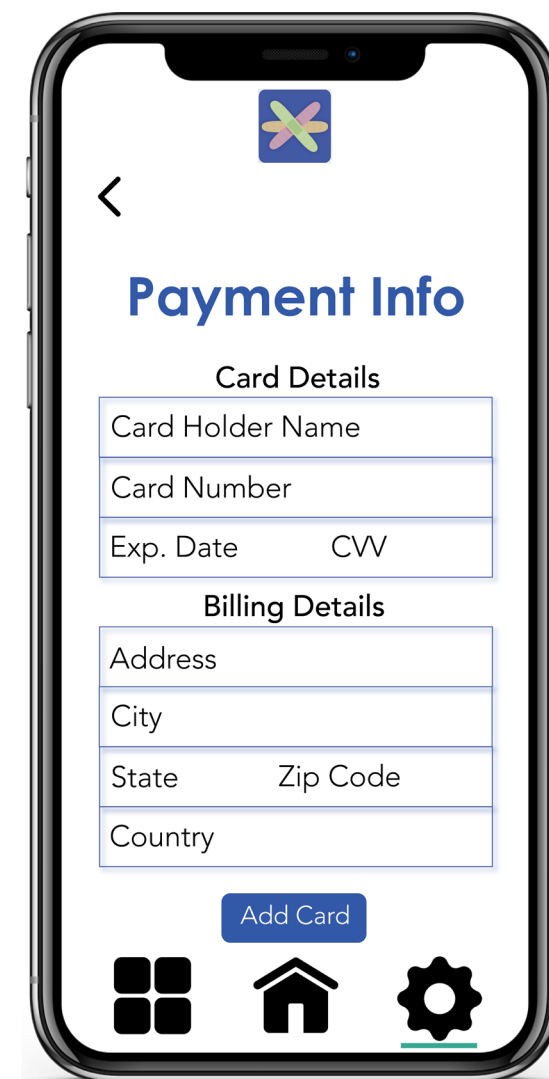 Payment Info
Card Details
Card Holder Name
Card Number
Exp. Date CVV
Billing Details
Address
City
State Zip Code
Country
Add Card